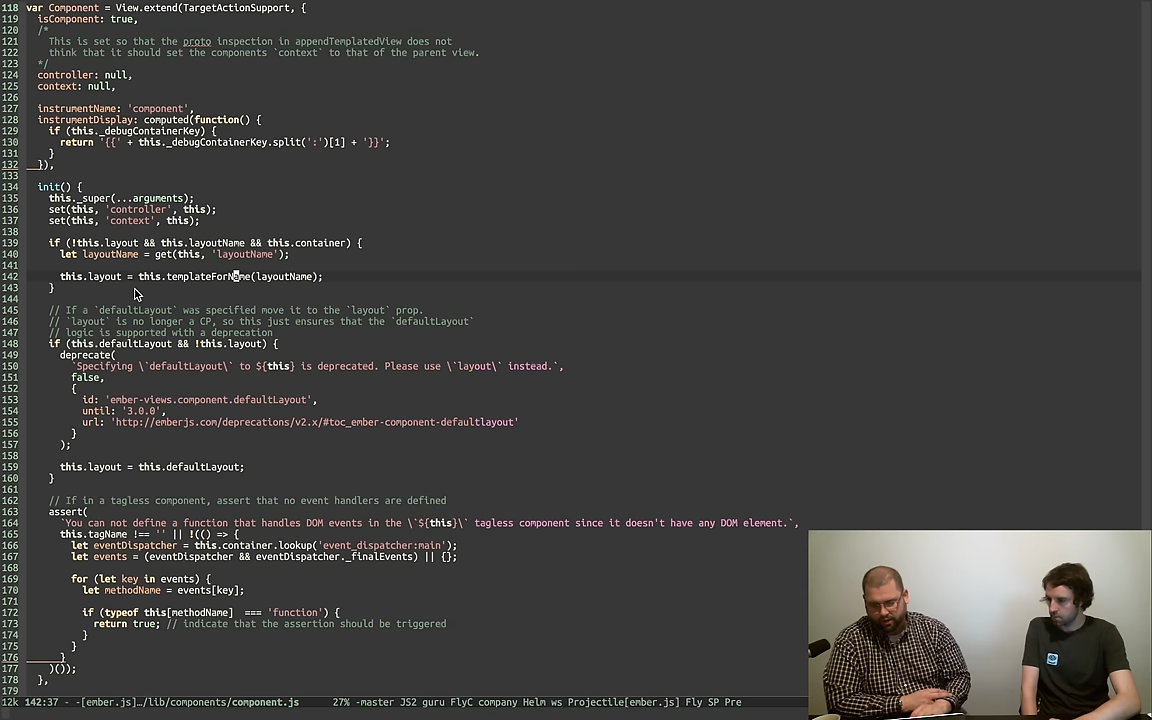 118 var Component = View.extend(TargetActionSupport, {
119   isComponent: true,
120   /*
121     This is set so that the proto inspection in appendTemplatedView does not
122     think that it should set the components `context` to that of the parent view.
123   */
124   controller: null,
125   context: null,
126
127   instrumentName: 'component',
128   instrumentDisplay: computed(function() {
129     if (this._debugContainerKey) {
130       return '{{' + this._debugContainerKey.split(':')[1] + '}}';
131     }
132   }),
133
134   init() {
135     this._super(...arguments);
136     set(this, 'controller', this);
137     set(this, 'context', this);
138
139     if (!this.layout && this.layoutName && this.container) {
140       let layoutName = get(this, 'layoutName');
141
142       this.layout = this.templateForName(layoutName);
143     }
144
145     // If a `defaultLayout` was specified move it to the `layout` prop.
146     // `layout` is no longer a CP, so this just ensures that the `defaultLayout`
147     // logic is supported with a deprecation
148     if (this.defaultLayout && !this.layout) {
149       deprecate(
150         `Specifying \`defaultLayout\` to ${this} is deprecated. Please use \`layout\` instead.`,
151         false,
152         {
153           id: 'ember-views.component.defaultLayout',
154           until: '3.0.0',
155           url: 'http://emberjs.com/deprecations/v2.x/#toc_ember-component-defaultlayout'
156         }
157       );
158
159       this.layout = this.defaultLayout;
160     }
161
162     // If in a tagless component, assert that no event handlers are defined
163     assert(
164       `You can not define a function that handles DOM events in the \`${this}\` tagless component since it doesn't have any DOM element.`,
165       this.tagName !== '' || !(() => {
166         let eventDispatcher = this.container.lookup('event_dispatcher:main');
167         let events = (eventDispatcher && eventDispatcher._finalEvents) || {};
168
169         for (let key in events) {
170           let methodName = events[key];
171
172           if (typeof this[methodName]  === 'function') {
173             return true; // indicate that the assertion should be triggered
174           }
175         }
176       }
177     )());
178   },
179
12k 142:37 - -[ember.js]…/lib/components/component.js      27% -master JS2 guru FlyC company Helm ws Projectile[ember.js] Fly SP Pre